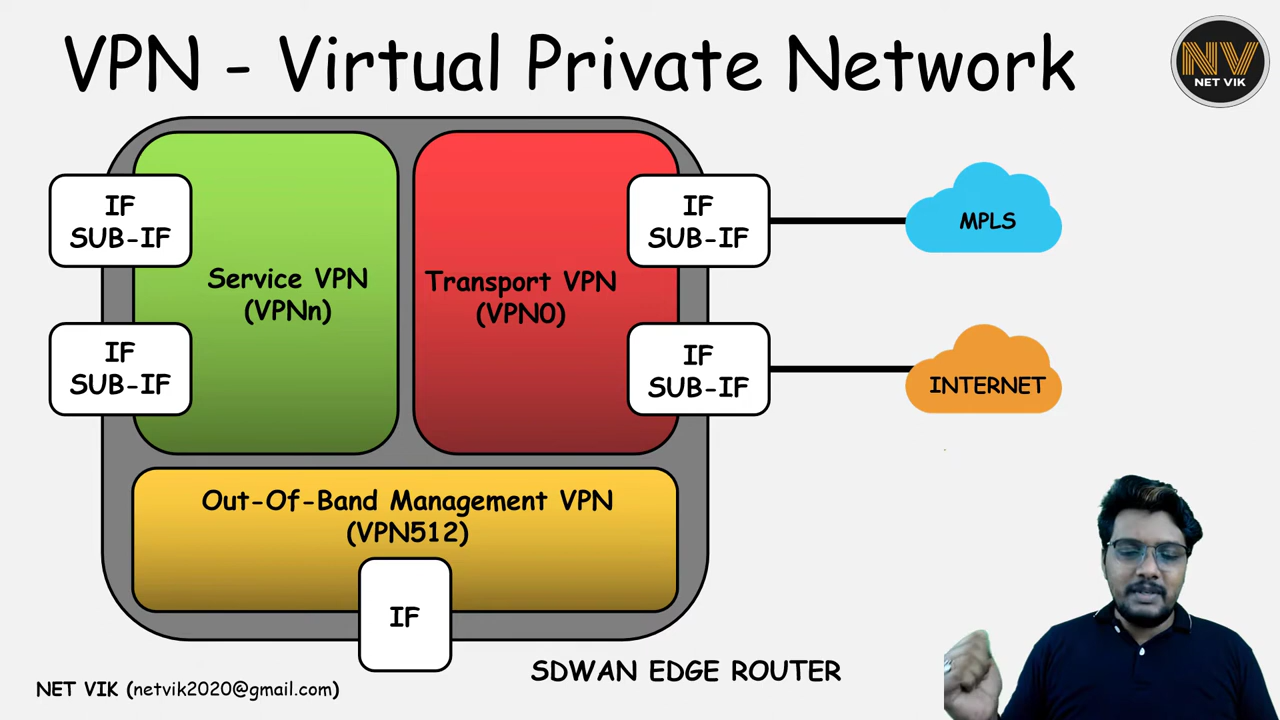 VPN - Virtual Private Network
NV
NET VIK
IF
SUB-IF
IF
SUB-IF
Service VPN
(VPNn)
Transport VPN
(VPN0)
IF
SUB-IF
IF
SUB-IF
MPLS
INTERNET
Out-Of-Band Management VPN
(VPN512)
IF
SDWAN EDGE ROUTER
NET VIK (netvik2020@gmail.com)